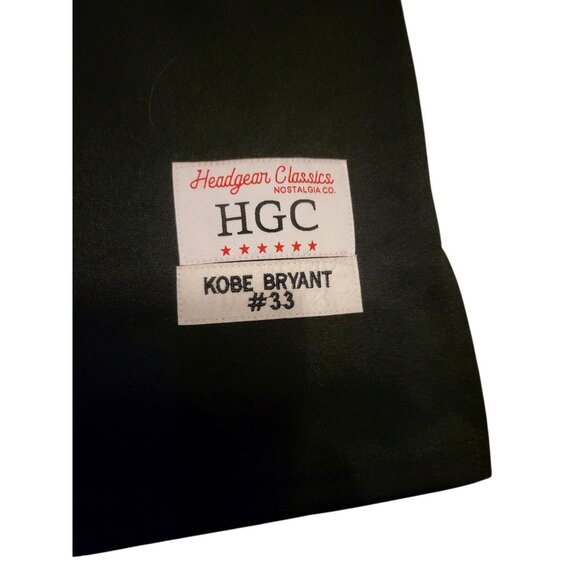 Headgear Classics
NOSTALGIA CO.
HGC
KOBE BRYANT
#33